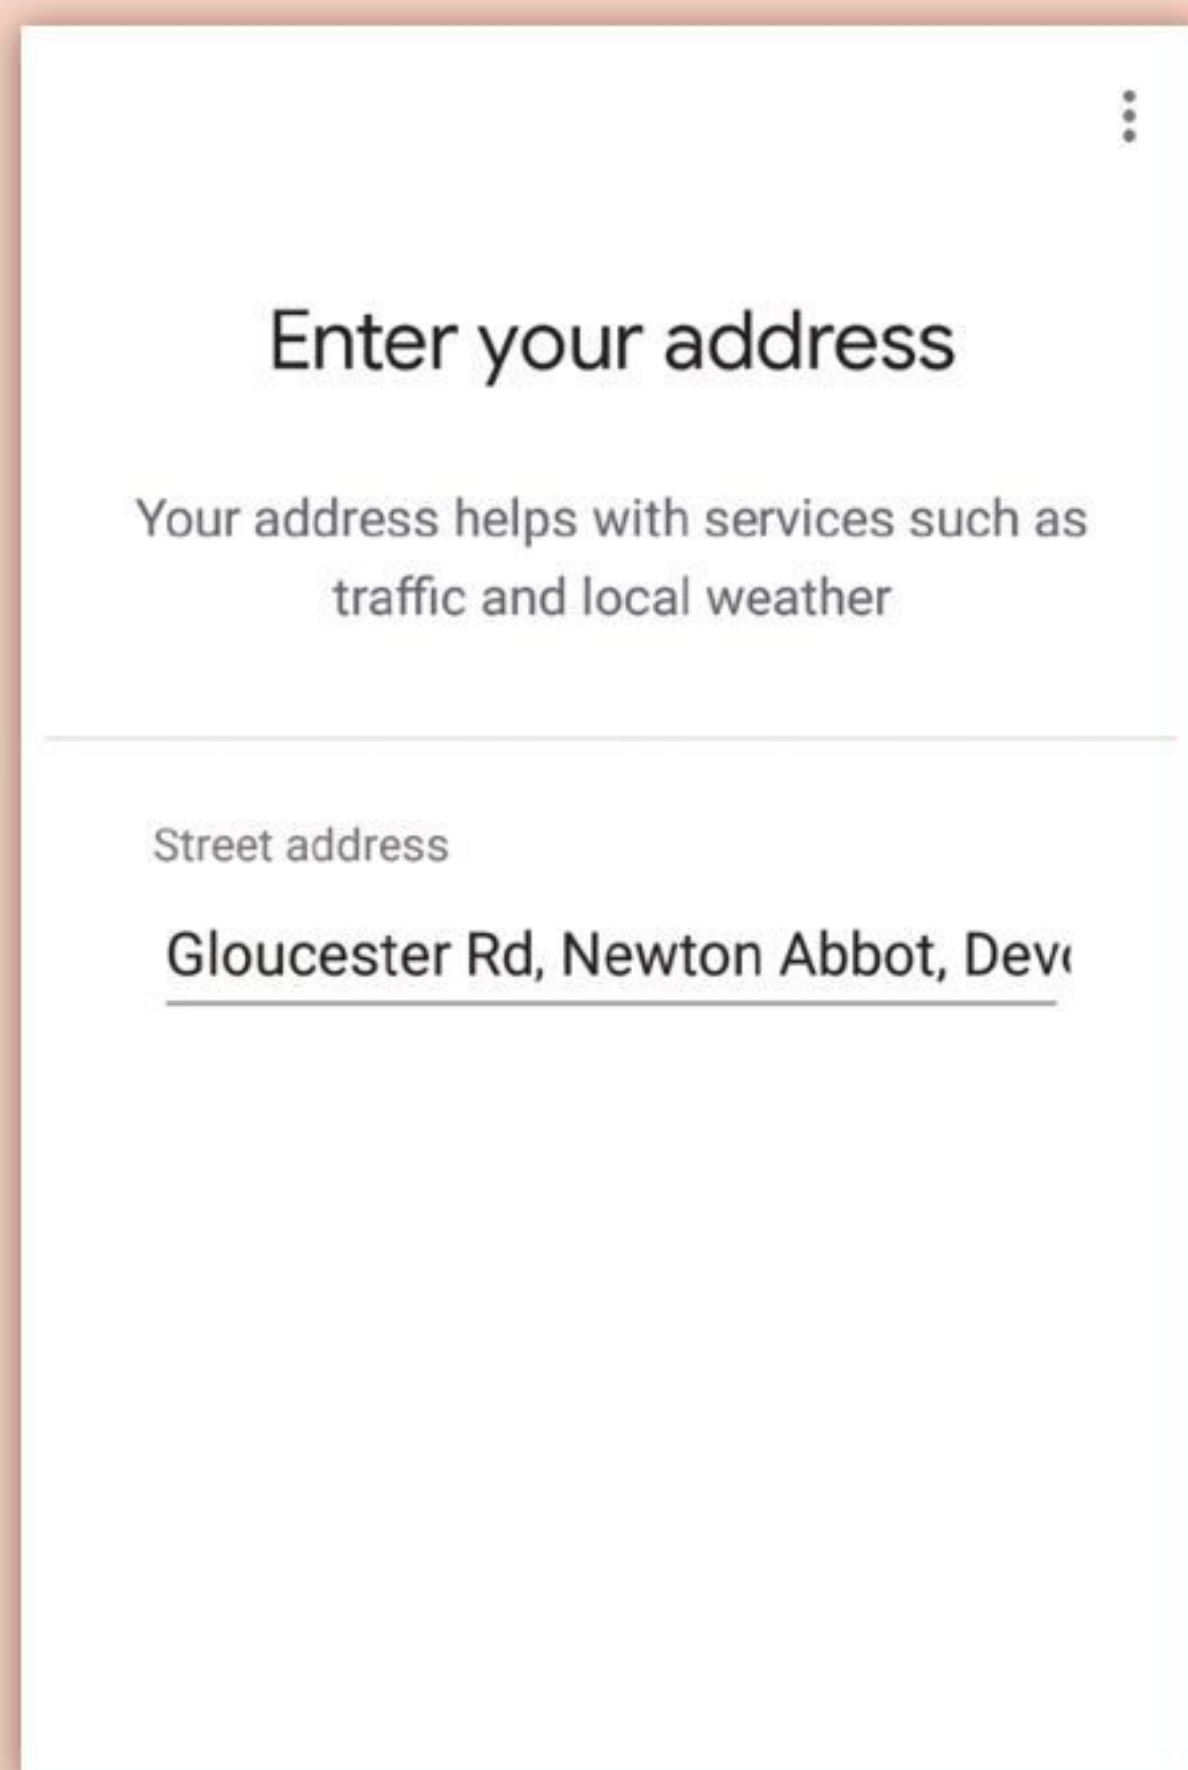 Enter your address
Your address helps with services such as
traffic and local weather
Street address
Gloucester Rd, Newton Abbot,